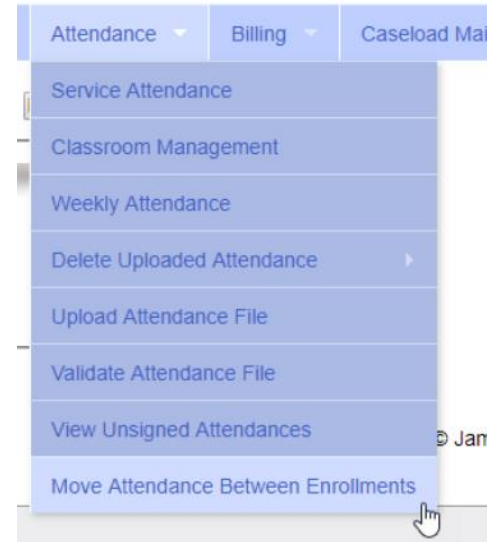 Attendance Billing Caseload Mai
Service Attendance
Classroom Management
Weekly Attendance
Delete Uploaded Attendance
Upload Attendance File
Validate Attendance File
View Unsigned Attendances
© Jam
Move Attendance Between Enrollments